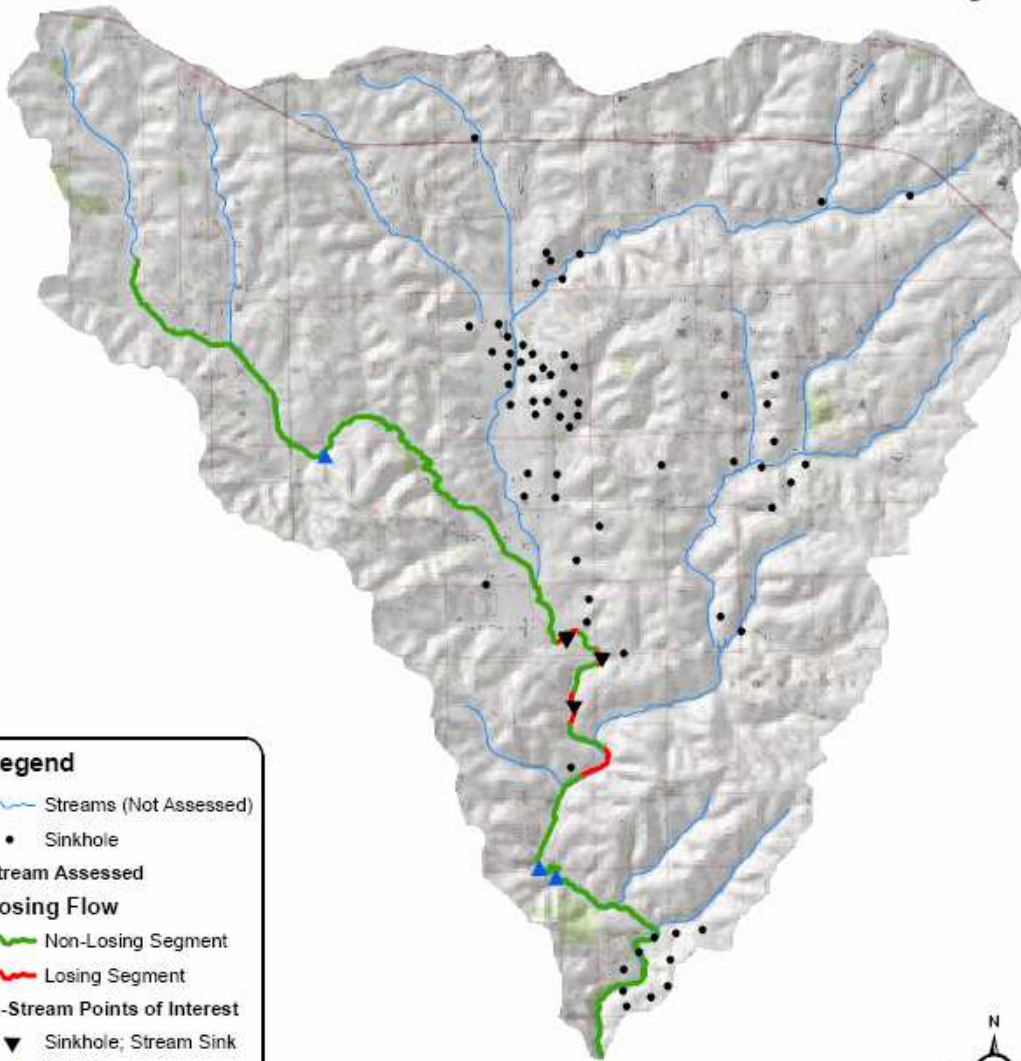 egend
Streams (Not Assessed)
Sinkhole
tream Assessed
osing Flow
Non-Losing Segment
Losing Segment
-Stream Points of Interest
Sinkhole; Stream Sink
N